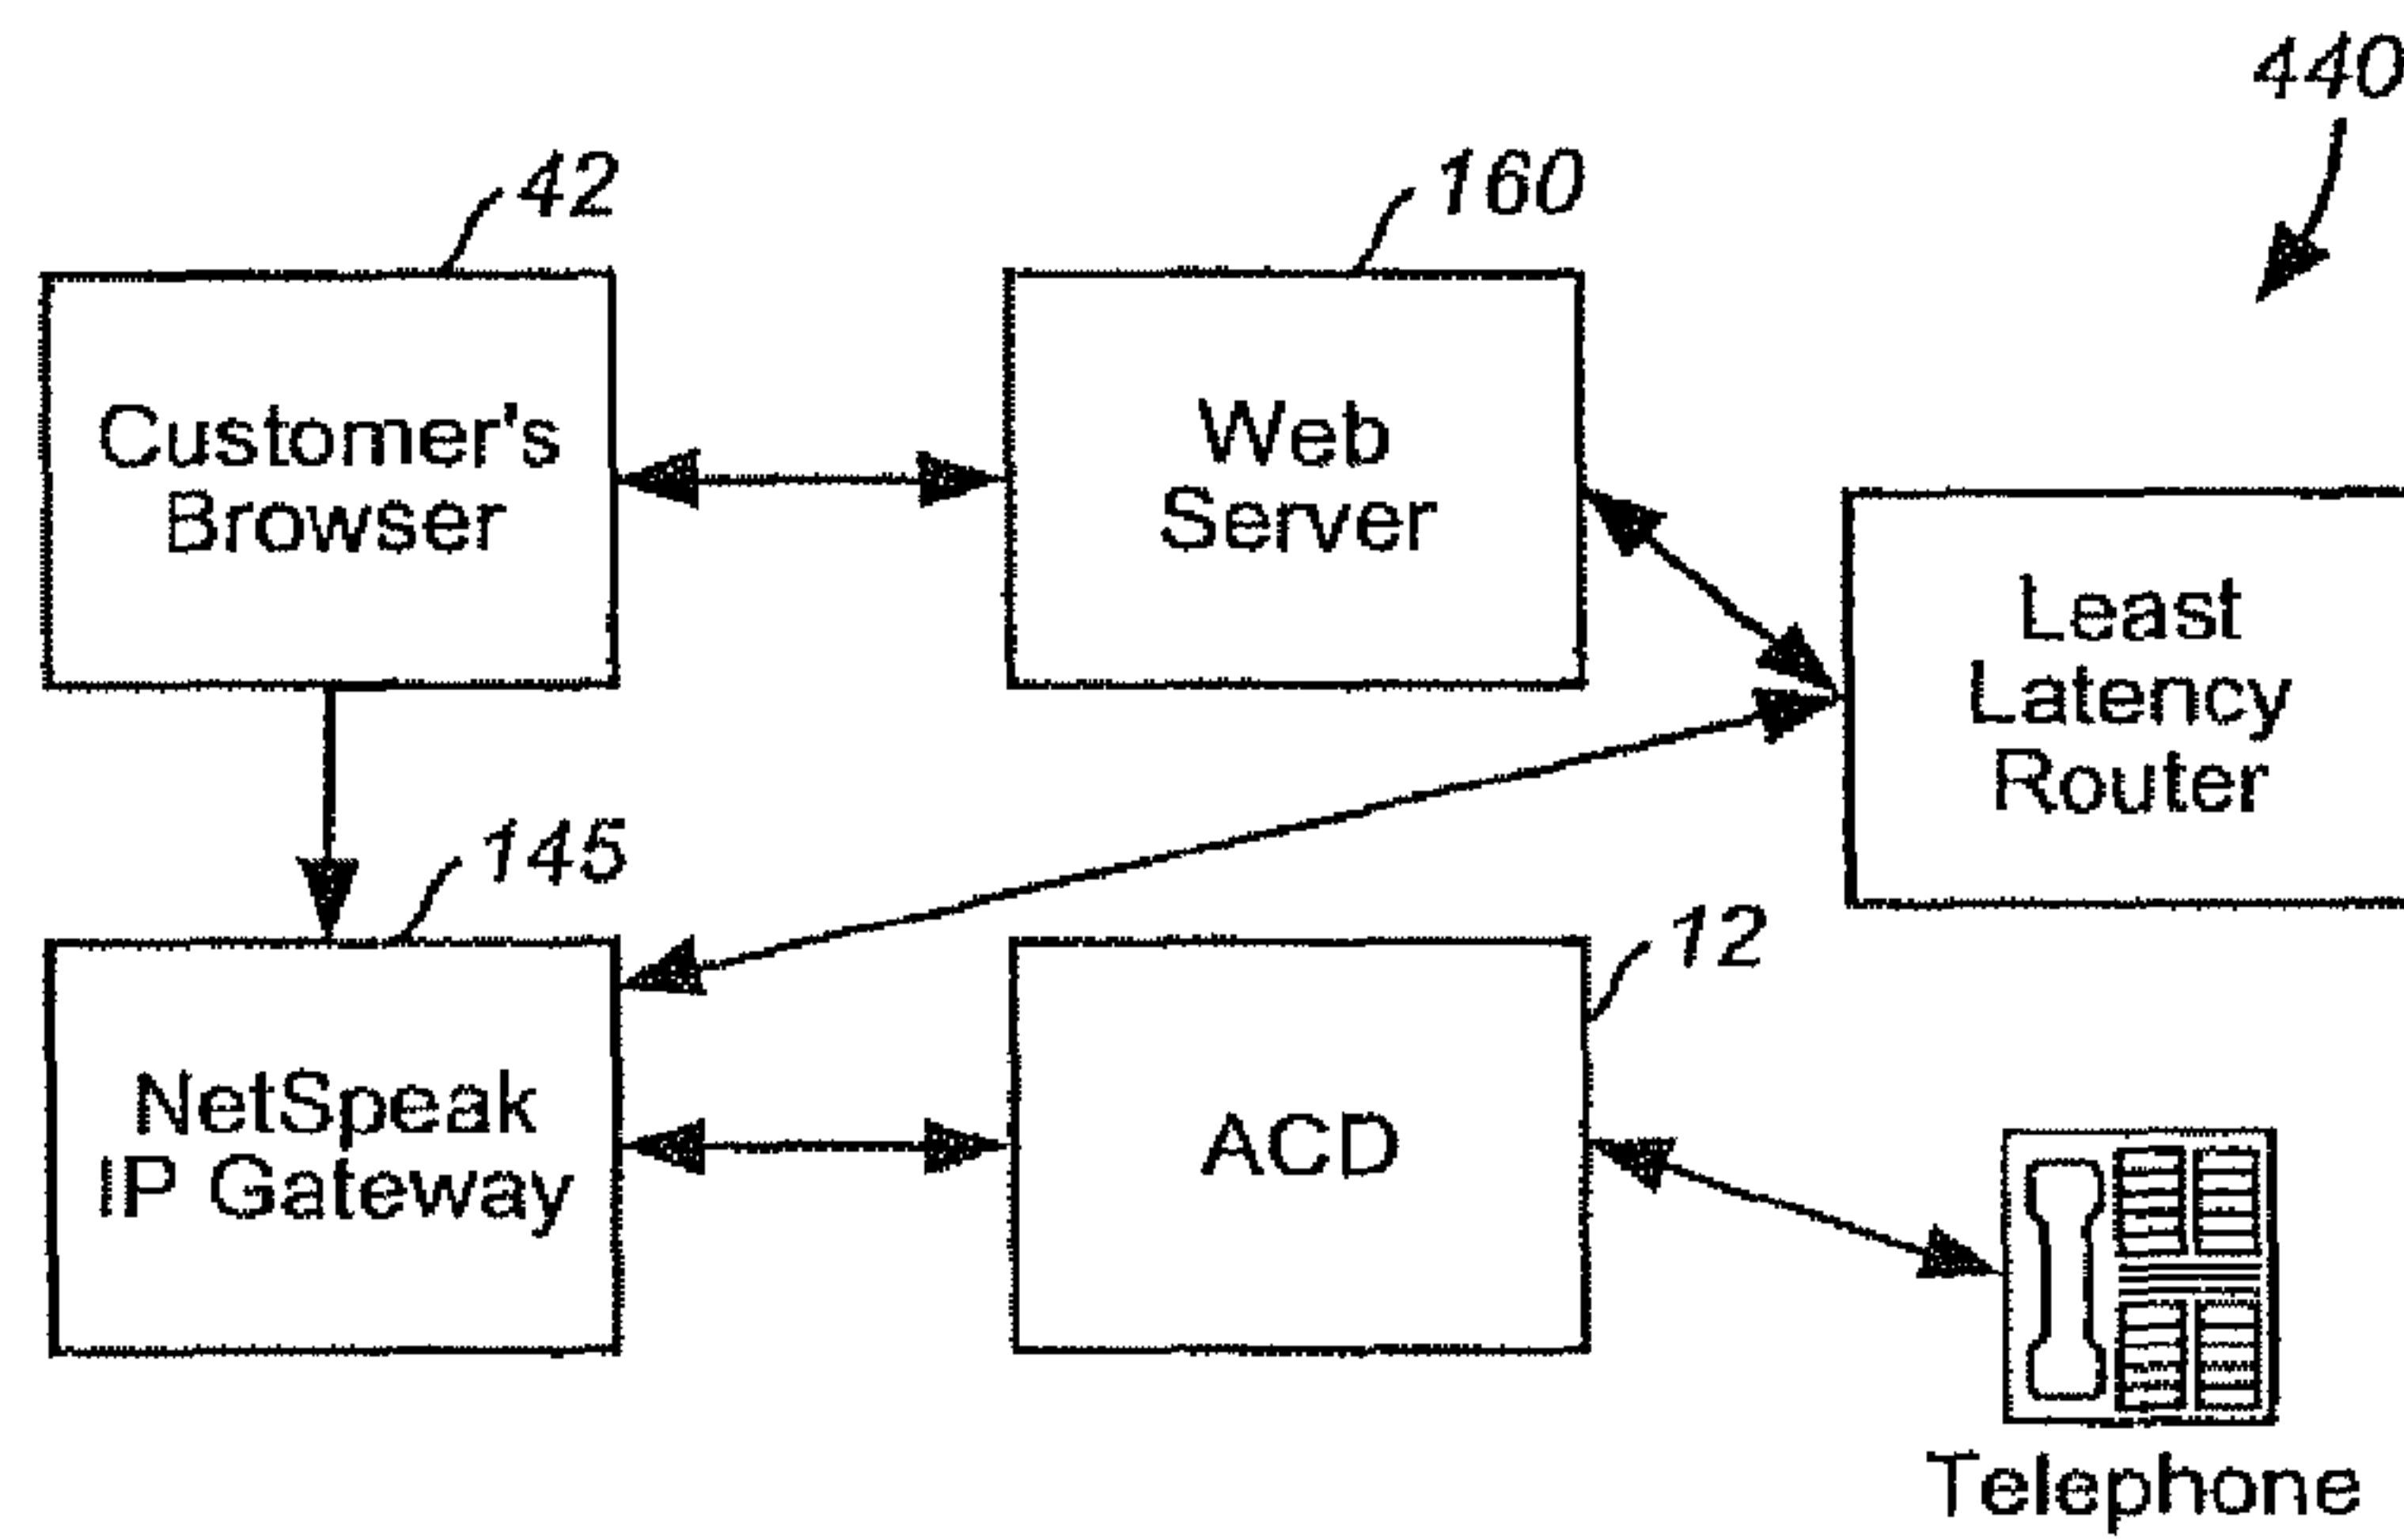 440
42
160
Customer's
Browser
Web
Server
Least
Latency
Router
145
12
NetSpeak
IP Gateway
ACD
Telephone